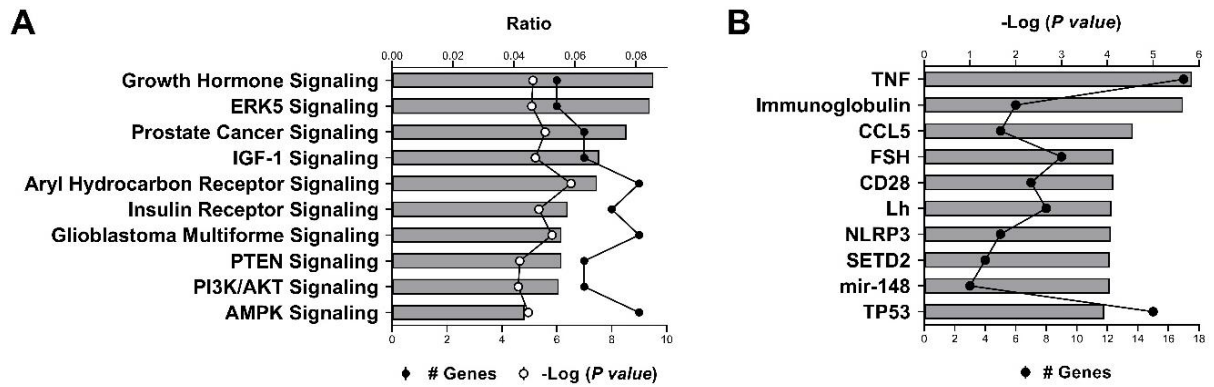 A
Ratio
0.00 0.02 0.04 0.06 0.08
Growth Hormone Signaling
ERK5 Signaling
Prostate Cancer Signaling
IGF-1 Signaling
Aryl Hydrocarbon Receptor Signaling
Insulin Receptor Signaling
Glioblastoma Multiforme Signaling
PTEN Signaling
PI3K/AKT Signaling
AMPK Signaling
0 2 4 6 8 10
# Genes -Log (P value)
B
-Log (P value)
0 1 2 3 4 5 6
TNF
Immunoglobulin
CCL5
FSH
CD28
Lh
NLRP3
SETD2
mir-148
TP53
0 2 4 6 8 10 12 14 16 18
# Genes